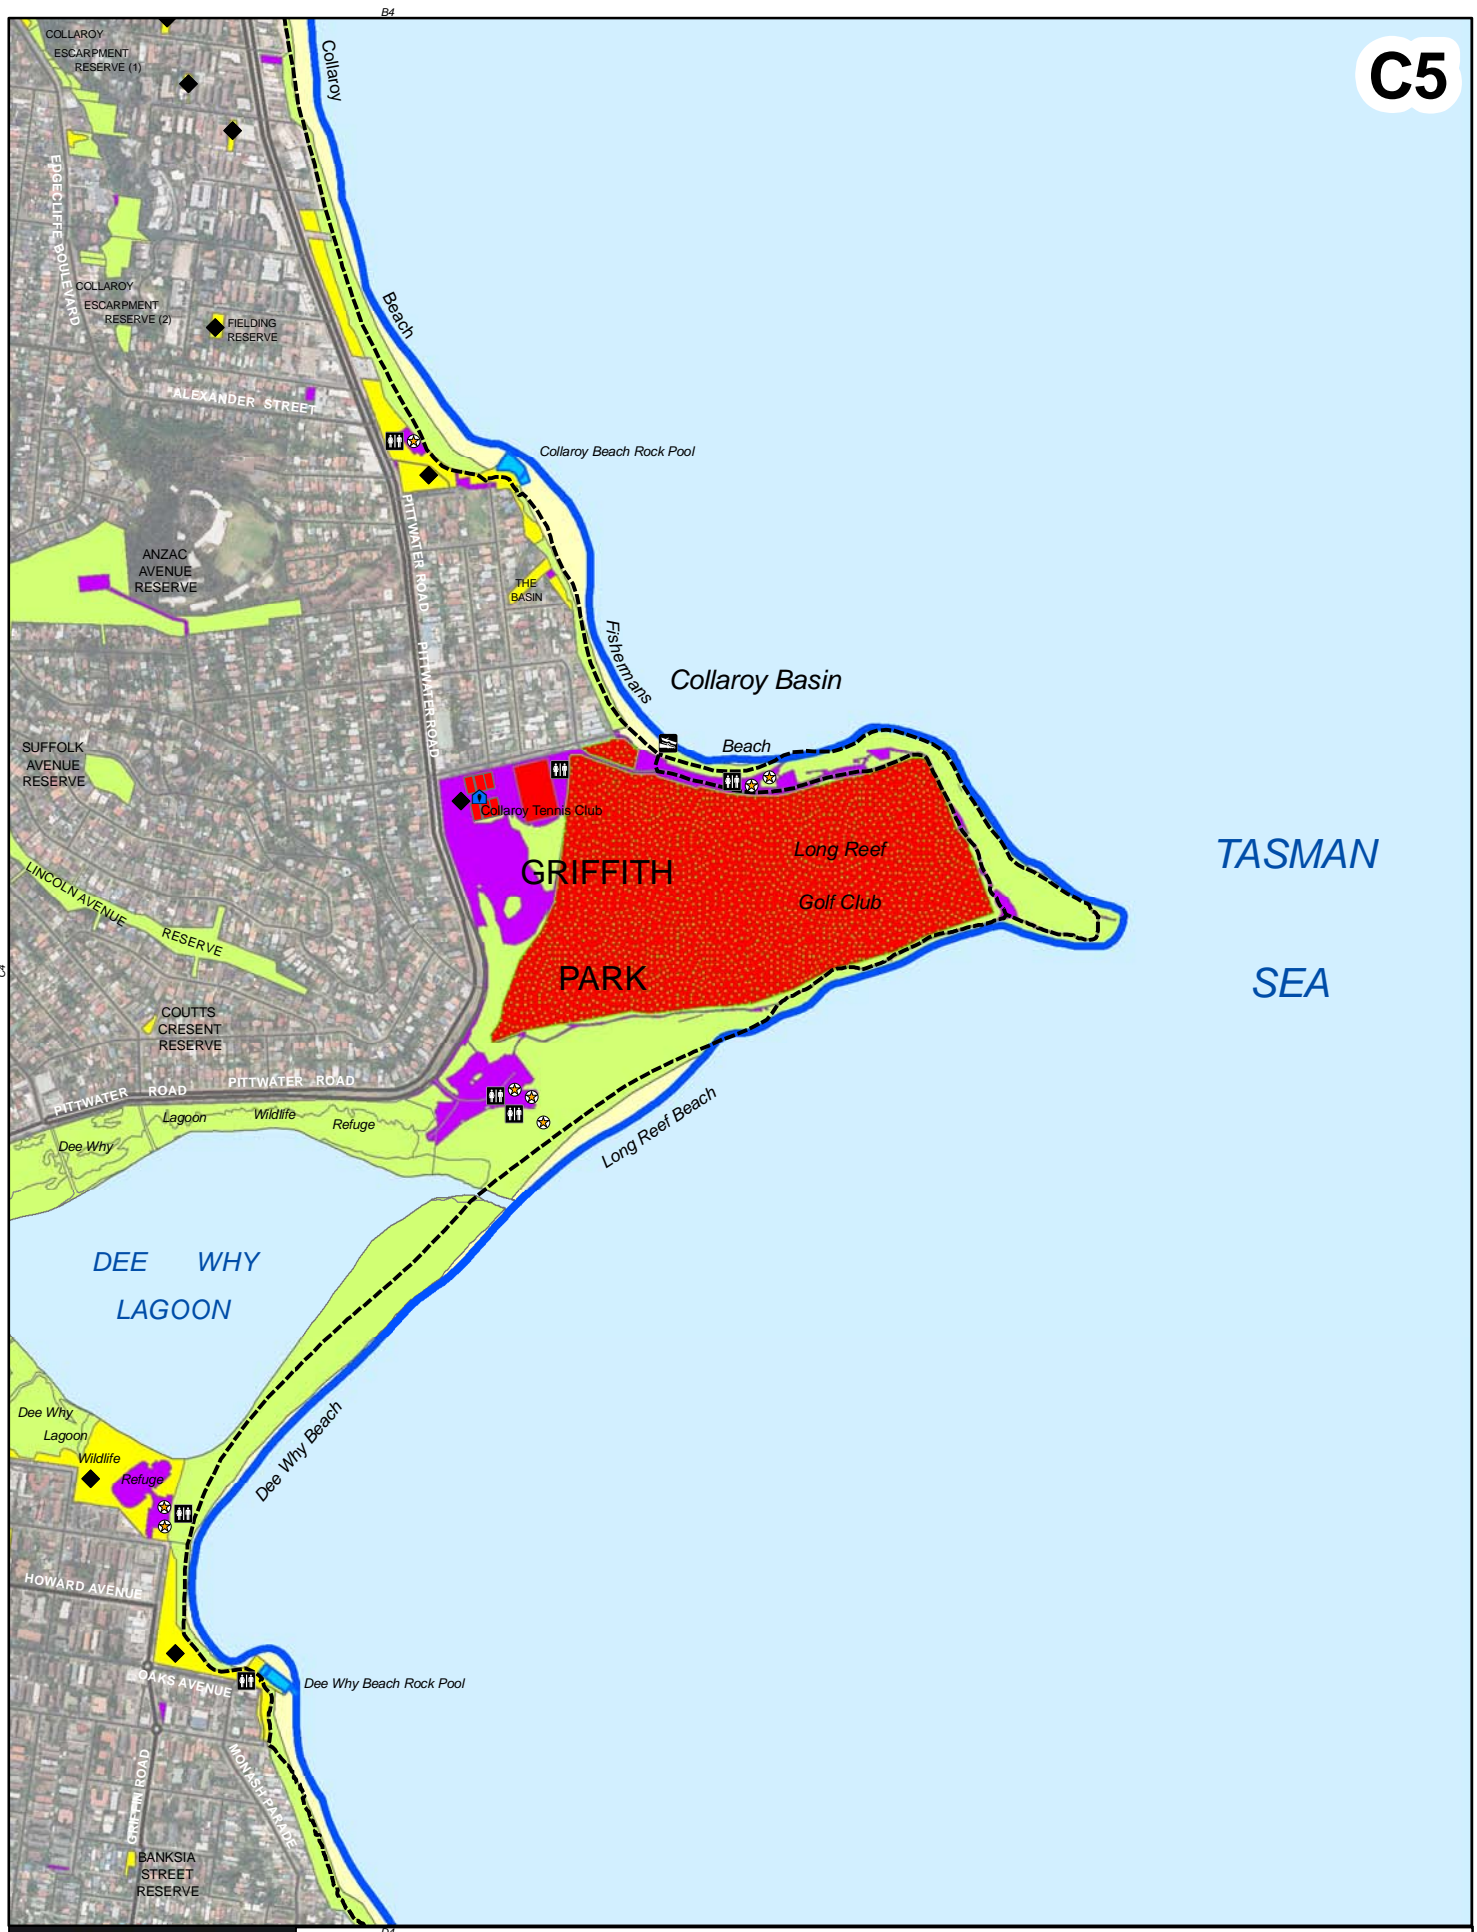 B4
C5
COLLAROY
ESCARPMENT
RESERVE (1)
Collaroy
EDGECLIFFE BOULEVARD
COLLAROY
ESCARPMENT
RESERVE (2)
Beach
FIELDING
RESERVE
ALEXANDER STREET
Collaroy Beach Rock Pool
PITTWATER ROAD
ANZAC
AVENUE
RESERVE
THE
BASIN
Fishermans
PITTWATER ROAD
Collaroy Basin
Beach
SUFFOLK
AVENUE
RESERVE
Collaroy Tennis Club
Long Reef
Golf Club
GRIFFITH
PARK
TASMAN
SEA
LINCOLN AVENUE
RESERVE
C4
COUTTS
CRESENT
RESERVE
PITTWATER ROAD
PITTWATER ROAD
Dee Why
Lagoon
Wildlife
Refuge
Long Reef Beach
DEE WHY
LAGOON
Dee Why Beach
Dee Why
Lagoon
Wildlife
Refuge
HOWARD AVENUE
OAKS AVENUE
Dee Why Beach Rock Pool
GRIFFIN ROAD
MONASH PARADE
BANKSIA
STREET
RESERVE